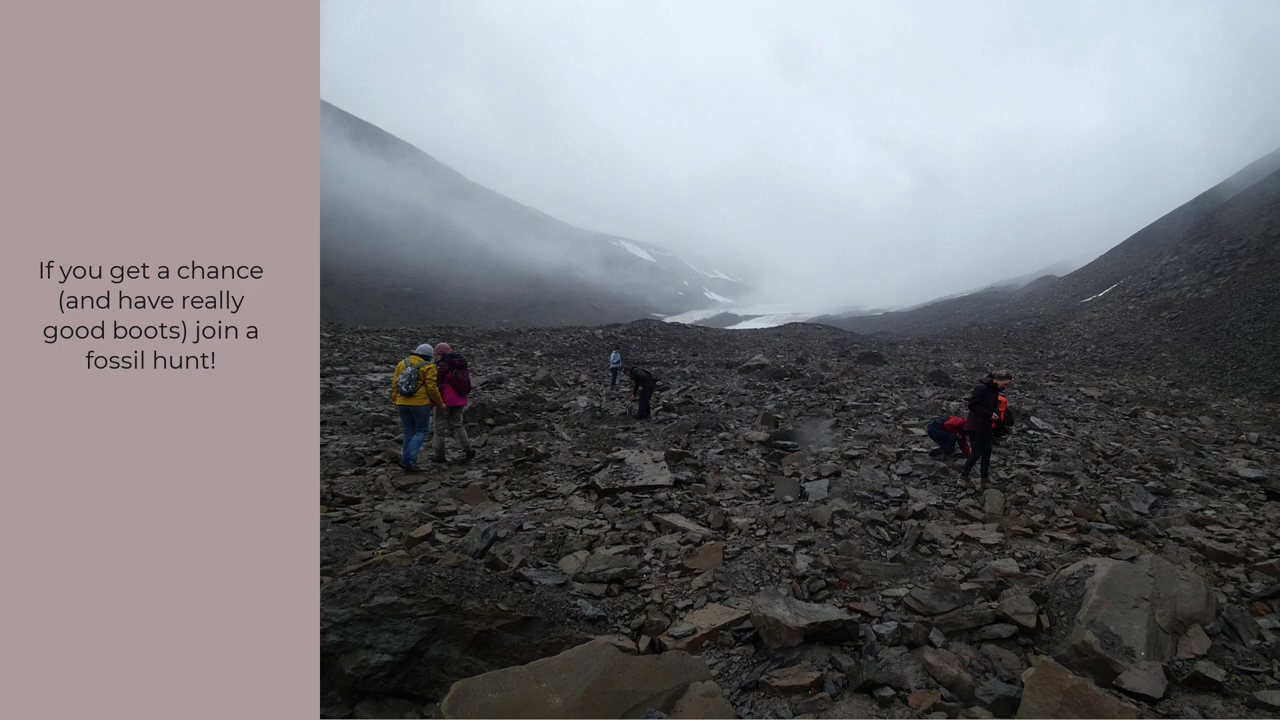 If you get a chance
(and have really
good boots) join a
fossil hunt!